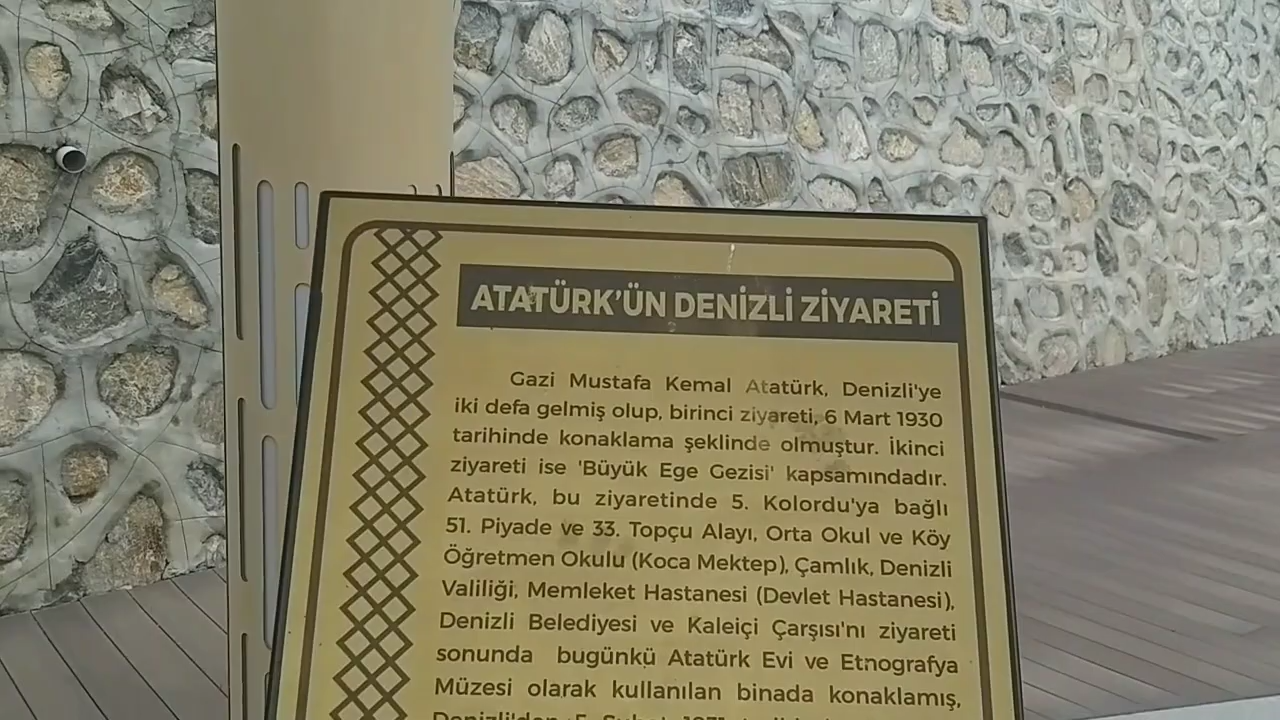 ATATÜRK'ÜN DENİZLİ ZİYARETİ
Gazi Mustafa Kemal Atatürk, Denizli'ye
iki defa gelmiş olup, birinci ziyareti, 6 Mart 1930
tarihinde konaklama şeklinde olmuştur. İkinci
ziyareti ise 'Büyük Ege Gezisi' kapsamındadır.
Atatürk, bu ziyaretinde 5. Kolordu'ya bağlı
51. Piyade ve 33. Topçu Alayı, Orta Okul ve Köy
Öğretmen Okulu (Koca Mektep), Çamlık, Denizli
Valiliği, Memleket Hastanesi (Devlet Hastanesi),
Denizli Belediyesi ve Kaleiçi Çarşısı'nı ziyareti
sonunda bugünkü Atatürk Evi ve Etnografya
Müzesi olarak kullanılan binada konaklamış,